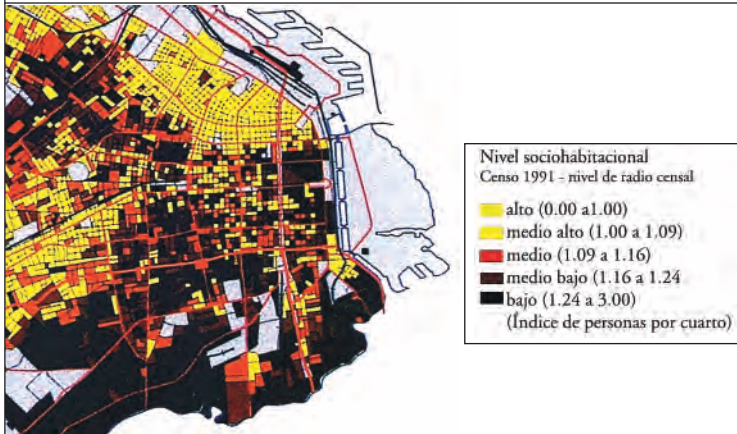 Nivel sociohabitacional
Censo 1991 - nivel de radio censal
alto (0.00 a1.00)
medio alto (1.00 a 1.09)
medio (1.09 a 1.16)
medio bajo (1.16 a 1.24
bajo (1.24 a 3.00)
(Índice de personas por cuarto)